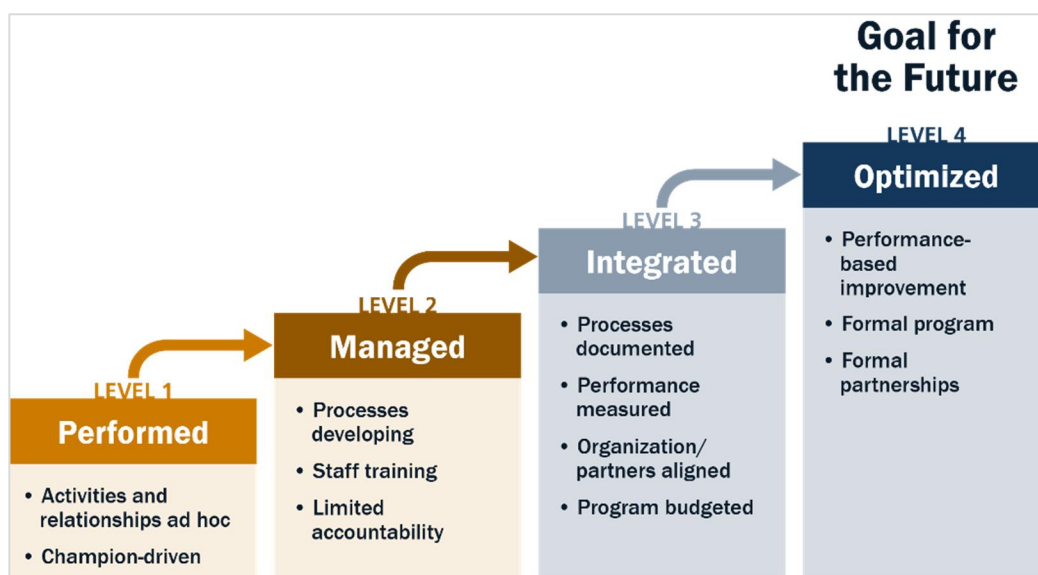 Goal for
the Future
LEVEL 1
Performed
• Activities and
relationships ad hoc
• Champion-driven
LEVEL 2
Managed
• Processes
developing
• Staff training
• Limited
accountability
LEVEL 3
Integrated
• Processes
documented
• Performance
measured
• Organization/
partners aligned
• Program budgeted
LEVEL 4
Optimized
• Performance-
based
improvement
• Formal program
• Formal
partnerships